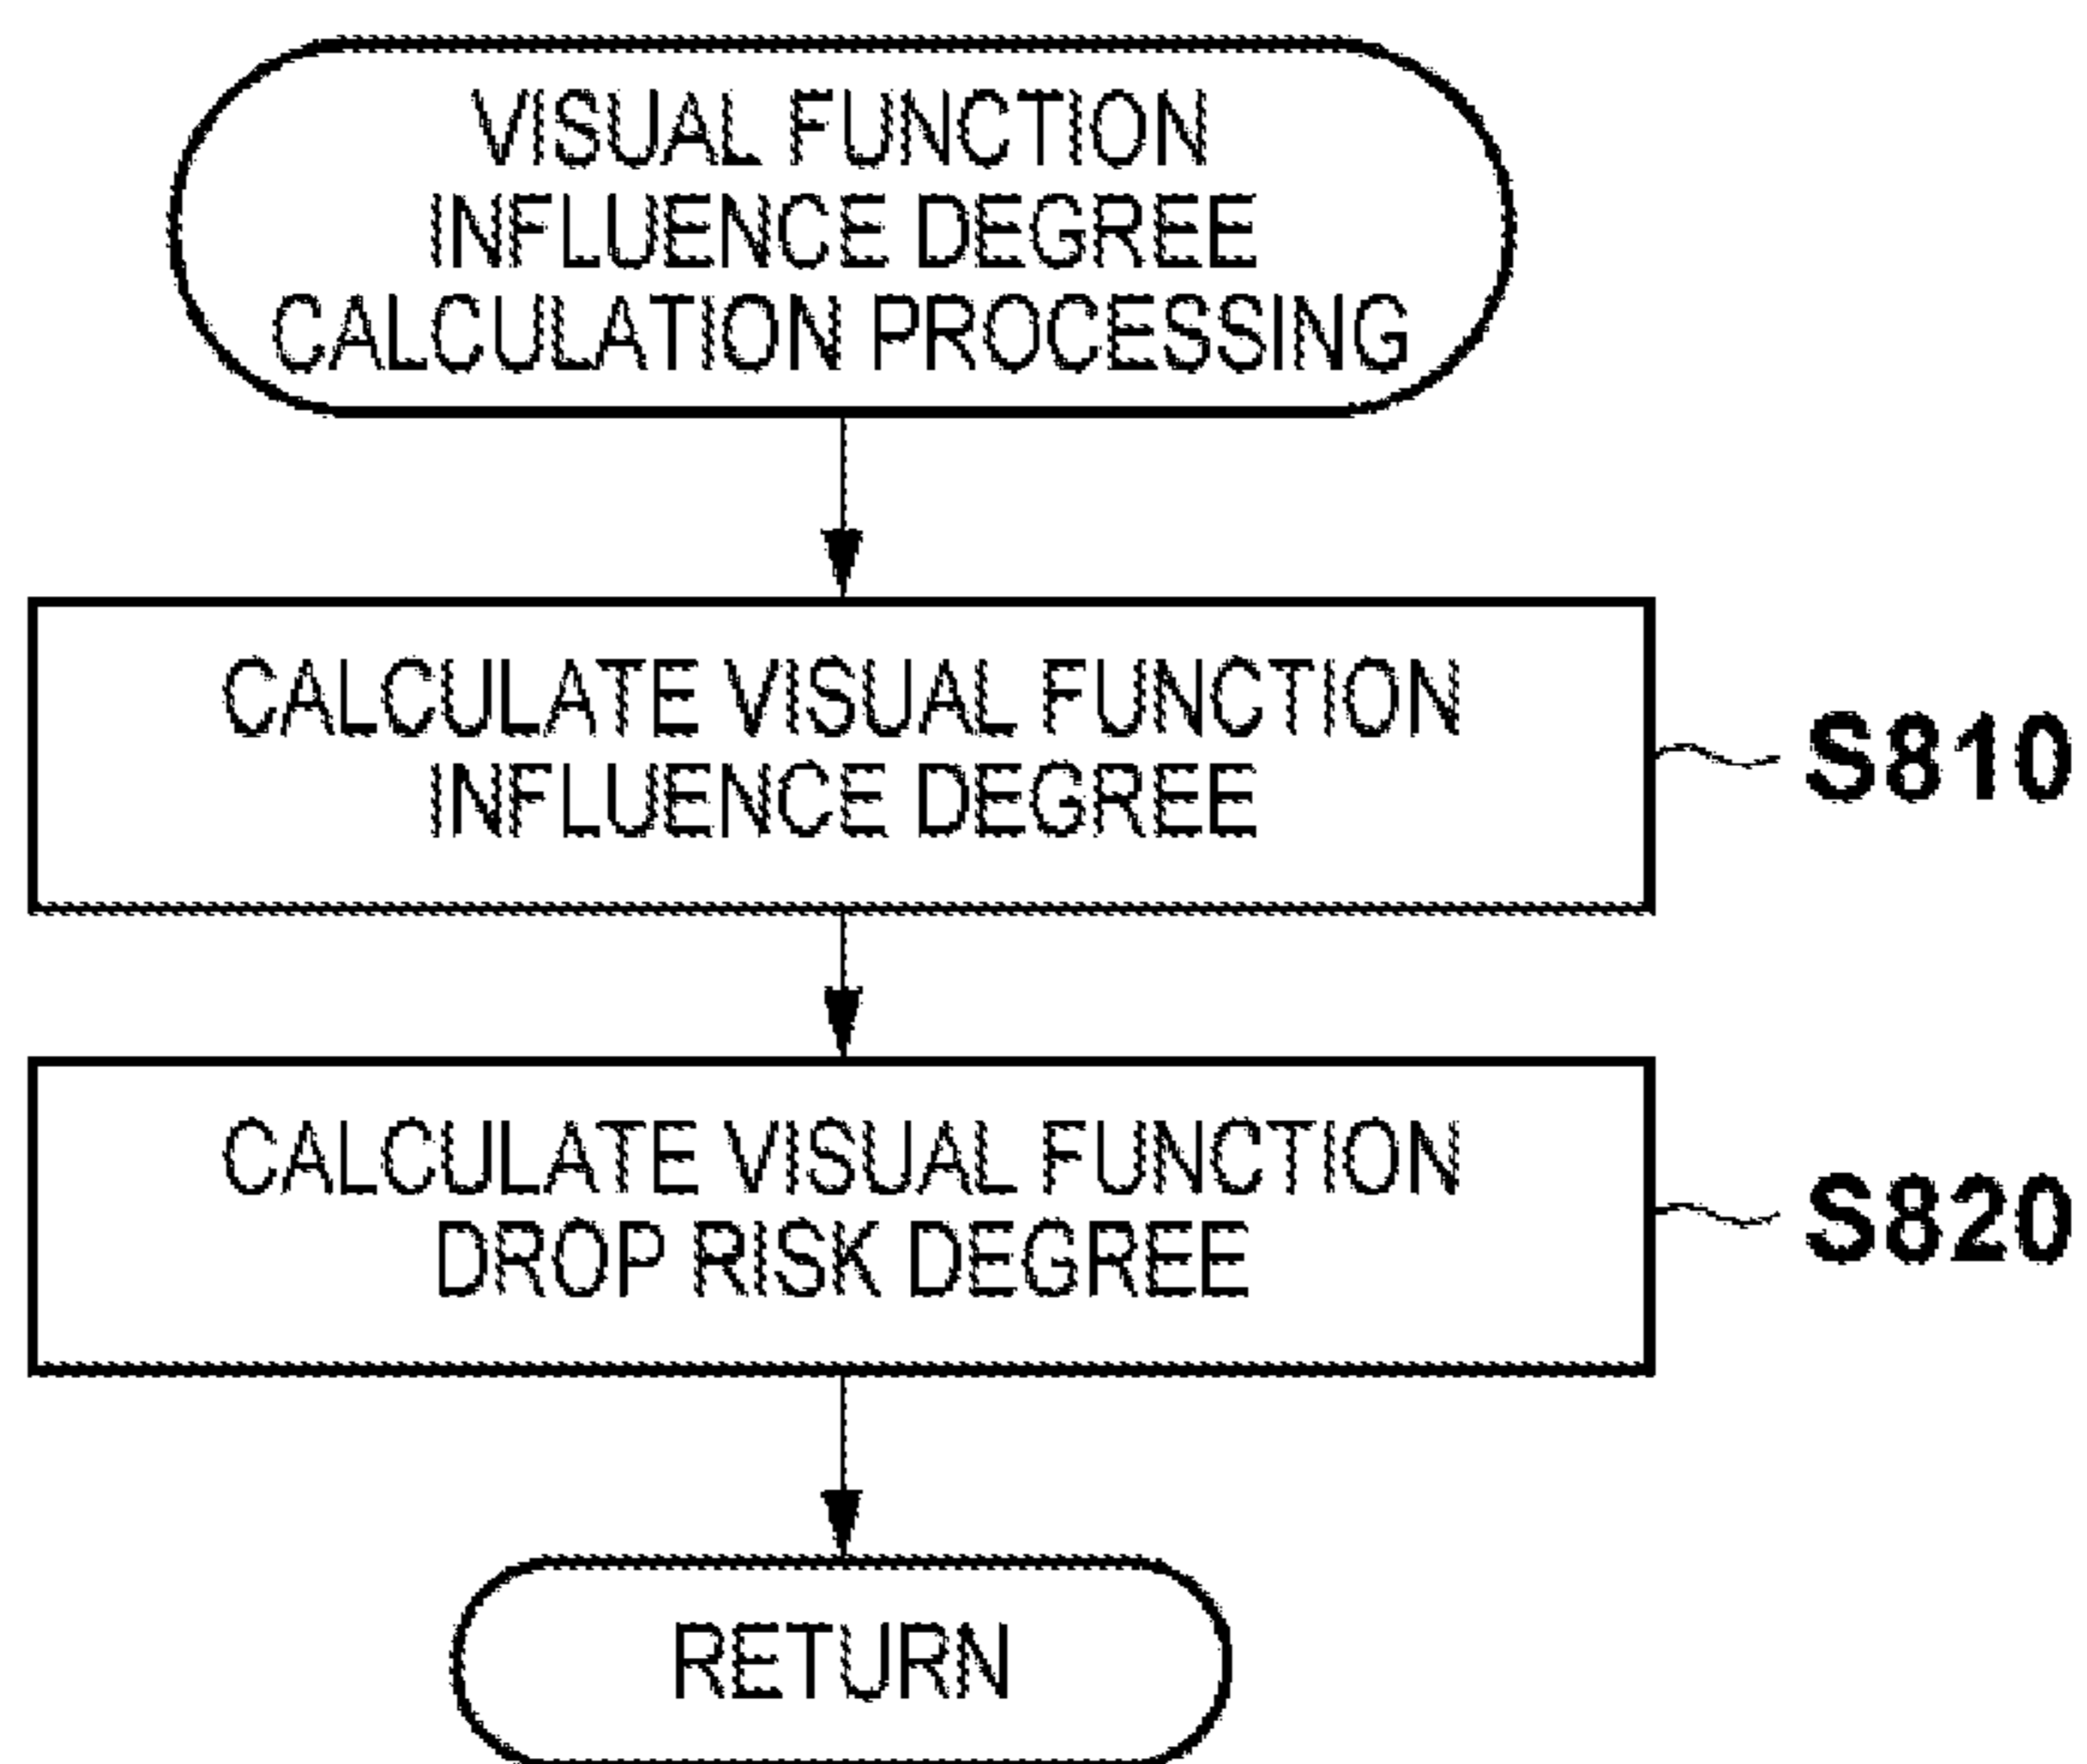 VISUAL FUNCTION
INFLUENCE DEGREE
CALCULATION PROCESSING
CALCULATE VISUAL FUNCTION
INFLUENCE DEGREE
S810
CALCULATE VISUAL FUNCTION
DROP RISK DEGREE
S820
RETURN